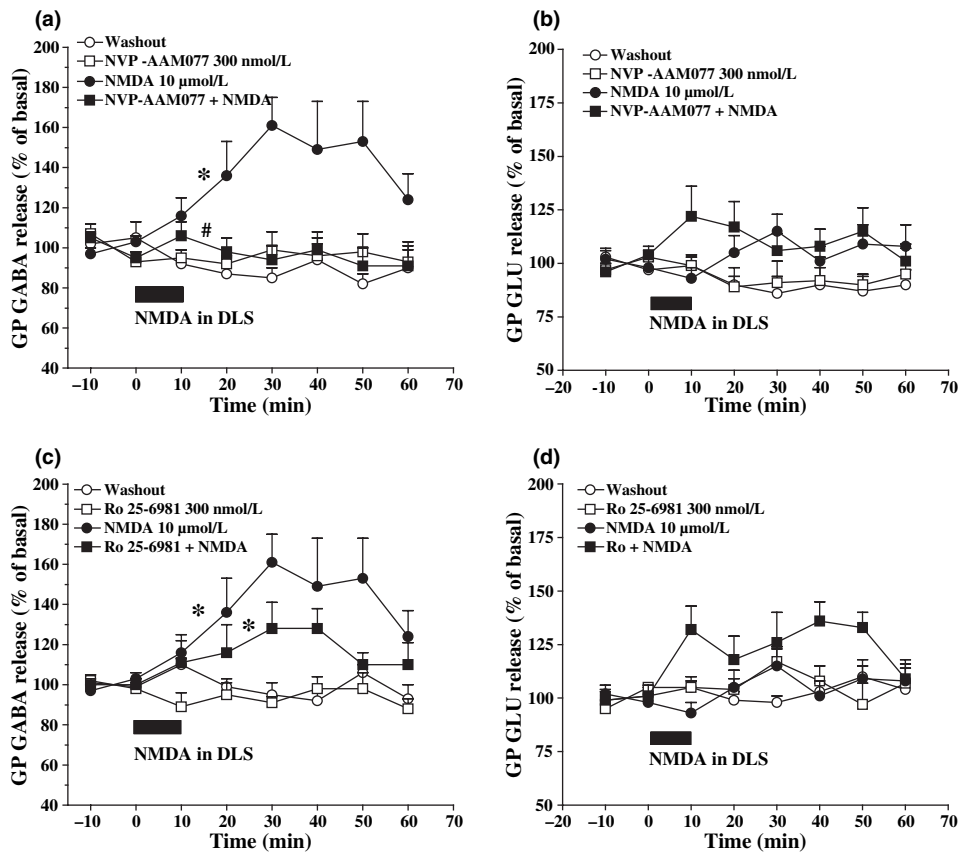 (a)
Washout
NVP -AAM077 300 nmol/L
NMDA 10 µmol/L
NVP-AAM077 + NMDA
GP GABA release (% of basal)
200
180
160
140
120
100
80
60
40
*
#
NMDA in DLS
–10 0 10 20 30 40 50 60 70
Time (min)
(b)
Washout
NVP -AAM077 300 nmol/L
NMDA 10 µmol/L
NVP-AAM077 + NMDA
GP GLU release (% of basal)
200
175
150
125
100
75
50
NMDA in DLS
–20 –10 0 10 20 30 40 50 60 70
Time (min)
(c)
Washout
Ro 25-6981 300 nmol/L
NMDA 10 µmol/L
Ro 25-6981 + NMDA
GP GABA release (% of basal)
200
180
160
140
120
100
80
60
40
*
*
NMDA in DLS
–10 0 10 20 30 40 50 60 70
Time (min)
(d)
Washout
Ro 25-6981 300 nmol/L
NMDA 10 µmol/L
Ro + NMDA
GP GLU release (% of basal)
200
175
150
125
100
75
50
NMDA in DLS
–20 –10 0 10 20 30 40 50 60 70
Time (min)